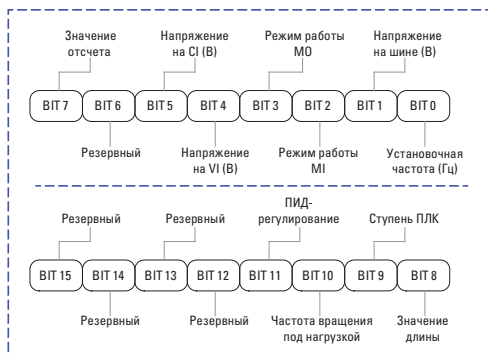 Значение
отсчета
Напряжение
на CI (В)
Режим работы
MO
Напряжение
на шине (В)
BIT 7
BIT 6
BIT 5
BIT 4
BIT 3
BIT 2
BIT 1
BIT 0
Резервный
Напряжение
на VI (В)
Режим работы
MI
Установочная
частота (Гц)
Резервный
Резервный
ПИД-
регулирование
Ступень ПЛК
BIT 15
BIT 14
BIT 13
BIT 12
BIT 11
BIT 10
BIT 9
BIT 8
Резервный
Резервный
Частота вращения
под нагрузкой
Значение
длины